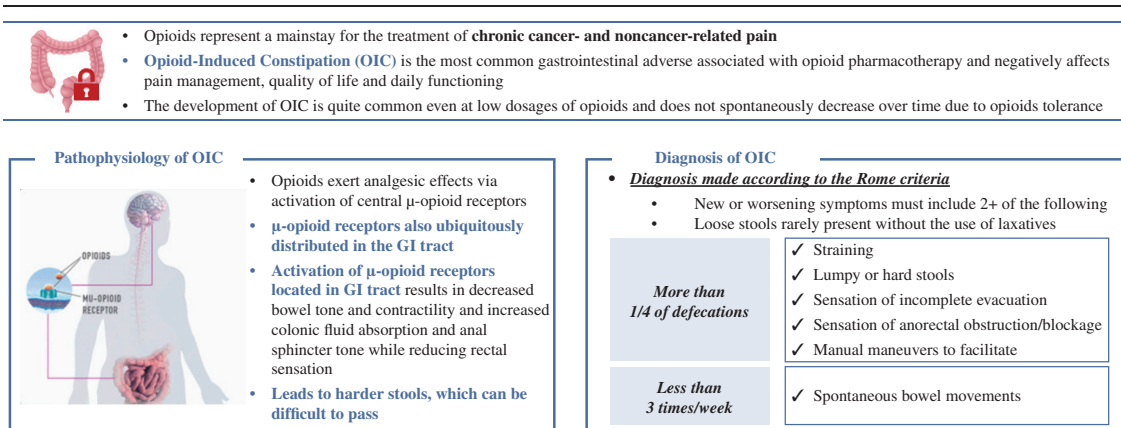 • Opioids represent a mainstay for the treatment of chronic cancer- and noncancer-related pain
• Opioid-Induced Constipation (OIC) is the most common gastrointestinal adverse associated with opioid pharmacotherapy and negatively affects
pain management, quality of life and daily functioning
• The development of OIC is quite common even at low dosages of opioids and does not spontaneously decrease over time due to opioids tolerance
Pathophysiology of OIC
OPIOIDS
MU-OPIOID
RECEPTOR
• Opioids exert analgesic effects via
activation of central μ-opioid receptors
• μ-opioid receptors also ubiquitously
distributed in the GI tract
• Activation of μ-opioid receptors
located in GI tract results in decreased
bowel tone and contractility and increased
colonic fluid absorption and anal
sphincter tone while reducing rectal
sensation
• Leads to harder stools, which can be
difficult to pass
Diagnosis of OIC
• Diagnosis made according to the Rome criteria
• New or worsening symptoms must include 2+ of the following
• Loose stools rarely present without the use of laxatives
More than
1/4 of defecations
✓ Straining
✓ Lumpy or hard stools
✓ Sensation of incomplete evacuation
✓ Sensation of anorectal obstruction/blockage
✓ Manual maneuvers to facilitate
Less than
3 times/week
✓ Spontaneous bowel movements